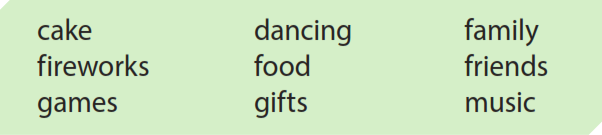 cake dancing family
fireworks food friends
games gifts music